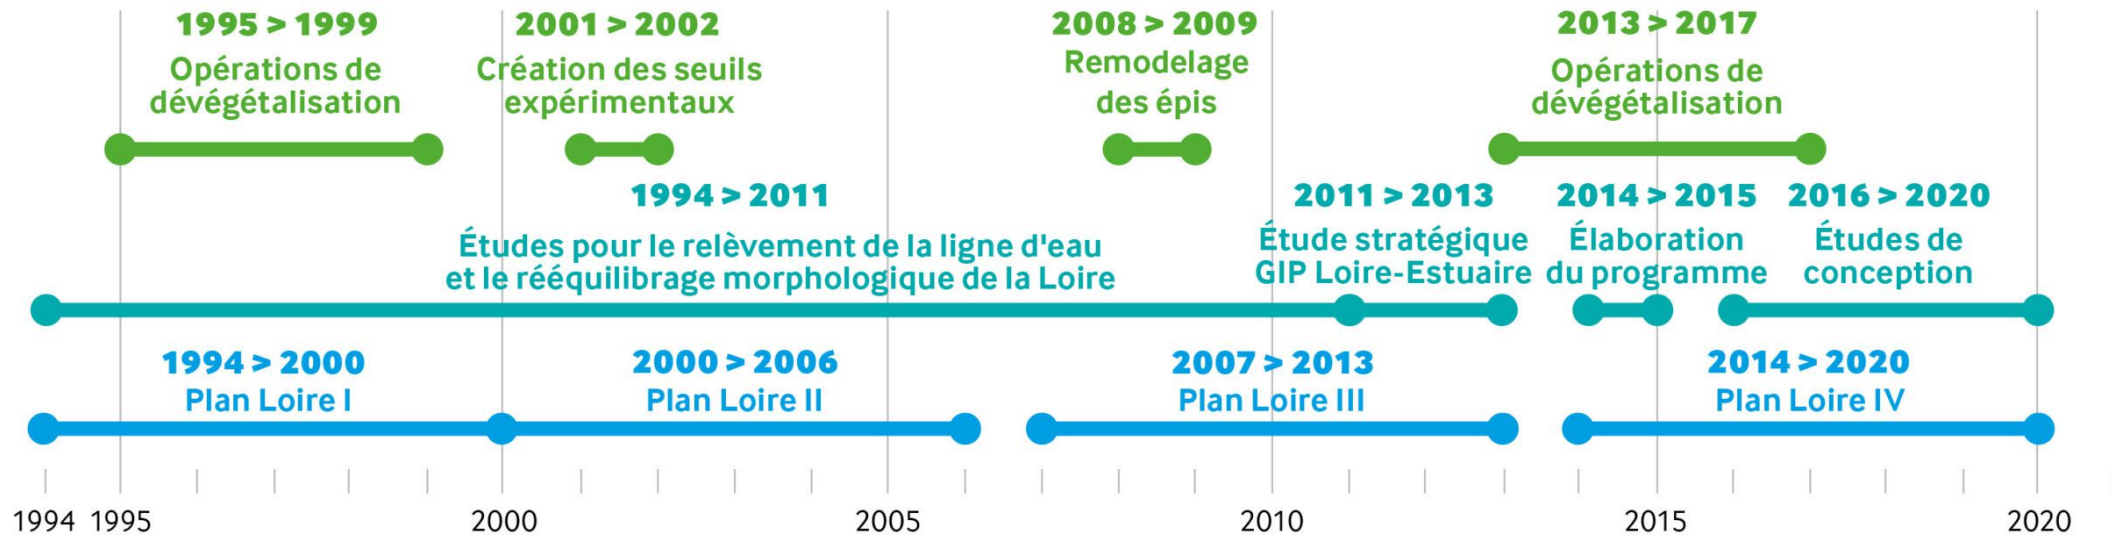 1995 > 1999
Opérations de
dévégétalisation
2001 > 2002
Création des seuils
expérimentaux
2008 > 2009
Remodelage
des épis
2013 > 2017
Opérations de
dévégétalisation
1994 > 2011
Études pour le relèvement de la ligne d'eau
et le rééquilibrage morphologique de la Loire
2011 > 2013
Étude stratégique
GIP Loire-Estuaire
2014 > 2015
Élaboration
du programme
2016 > 2020
Études de
conception
1994 > 2000
Plan Loire I
2000 > 2006
Plan Loire II
2007 > 2013
Plan Loire III
2014 > 2020
Plan Loire IV
1994 1995 2000 2005 2010 2015 2020